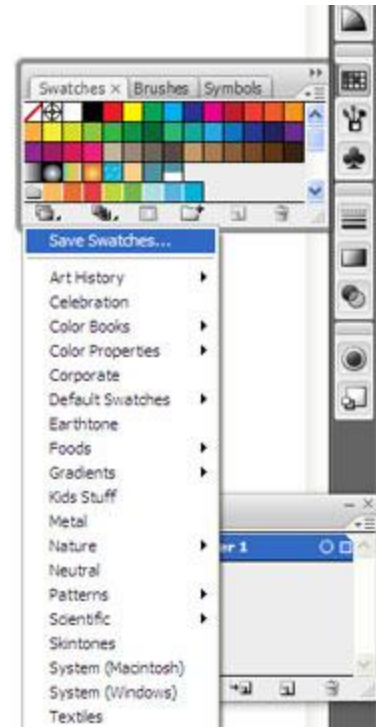 Swatches × Brushes Symbols
Save Swatches...
Art History
Celebration
Color Books
Color Properties
Corporate
Default Swatches
Earthtone
Foods
Gradients
Kids Stuff
Metal
Nature
er 1
Neutral
Patterns
Scientific
Skintones
System (Macintosh)
System (Windows)
Textiles